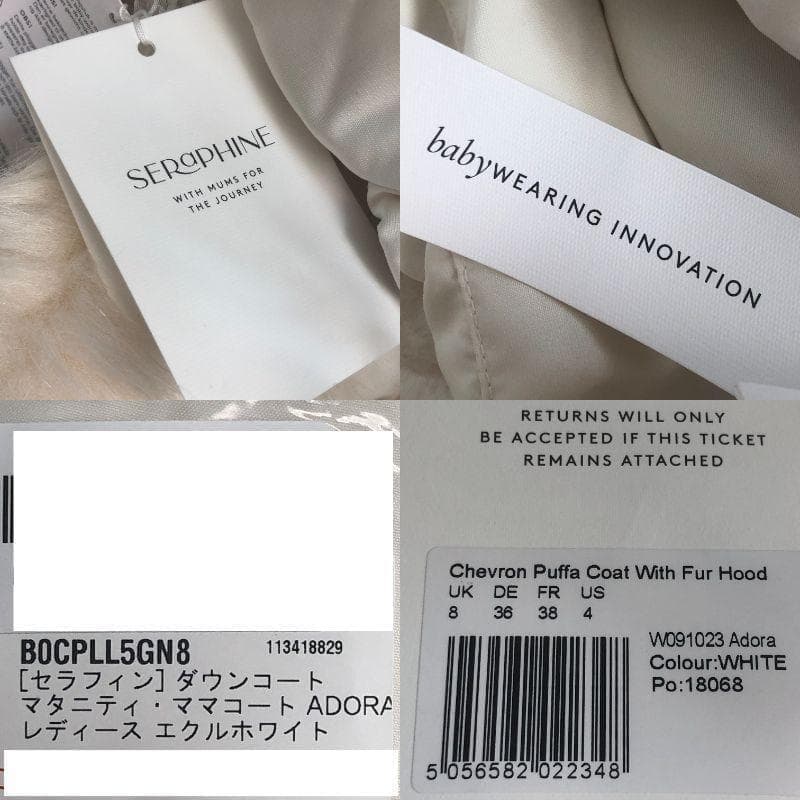 SERaPHINE
WITH MUMS FOR
THE JOURNEY
babyWEARING INNOVATION
B0CPLL5GN8 113418829
[セラフィン] ダウンコート
マタニティ・ママコート ADORA
レディース エクルホワイト
RETURNS WILL ONLY
BE ACCEPTED IF THIS TICKET
REMAINS ATTACHED
Chevron Puffa Coat With Fur Hood
UK DE FR US
8 36 38 4
W091023 Adora
Colour:WHITE
Po:18068
5 056582 022348